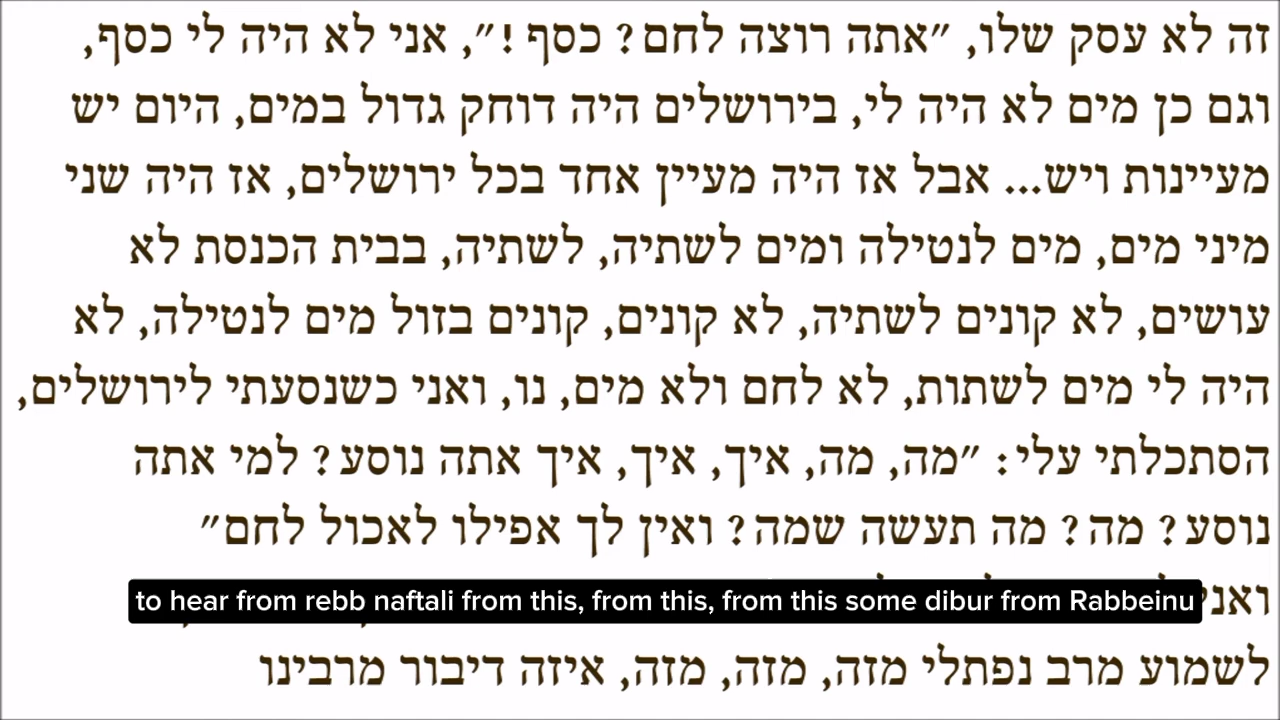 זה לא עסק שלו, "אתה רוצה לחם? כסף!", אני לא היה לי כסף,
וגם כן מים לא היה לי, בירושלים היה דוחק גדול במים, היום יש
מעיינות ויש... אבל אז היה מעיין אחד בכל ירושלים, אז היה שני
מיני מים, מים לנטילה ומים לשתיה, לשתיה, בבית הכנסת לא
עושים, לא קונים לשתיה, לא קונים, קונים בזול מים לנטילה, לא
היה לי מים לשתות, לא לחם ולא מים, נו, ואני כשנסעתי לירושלים,
הסתכלתי עלי: "מה, מה, איך, איך, איך אתה נוסע? למי אתה
נוסע? מה? מה תעשה שמה? ואין לך אפילו לאכול לחם"
to hear from rebb naftali from this, from this, from this some dibur from Rabbeinu
לשמוע מרב נפתלי מזה, מזה, מזה, איזה דיבור מרבינו